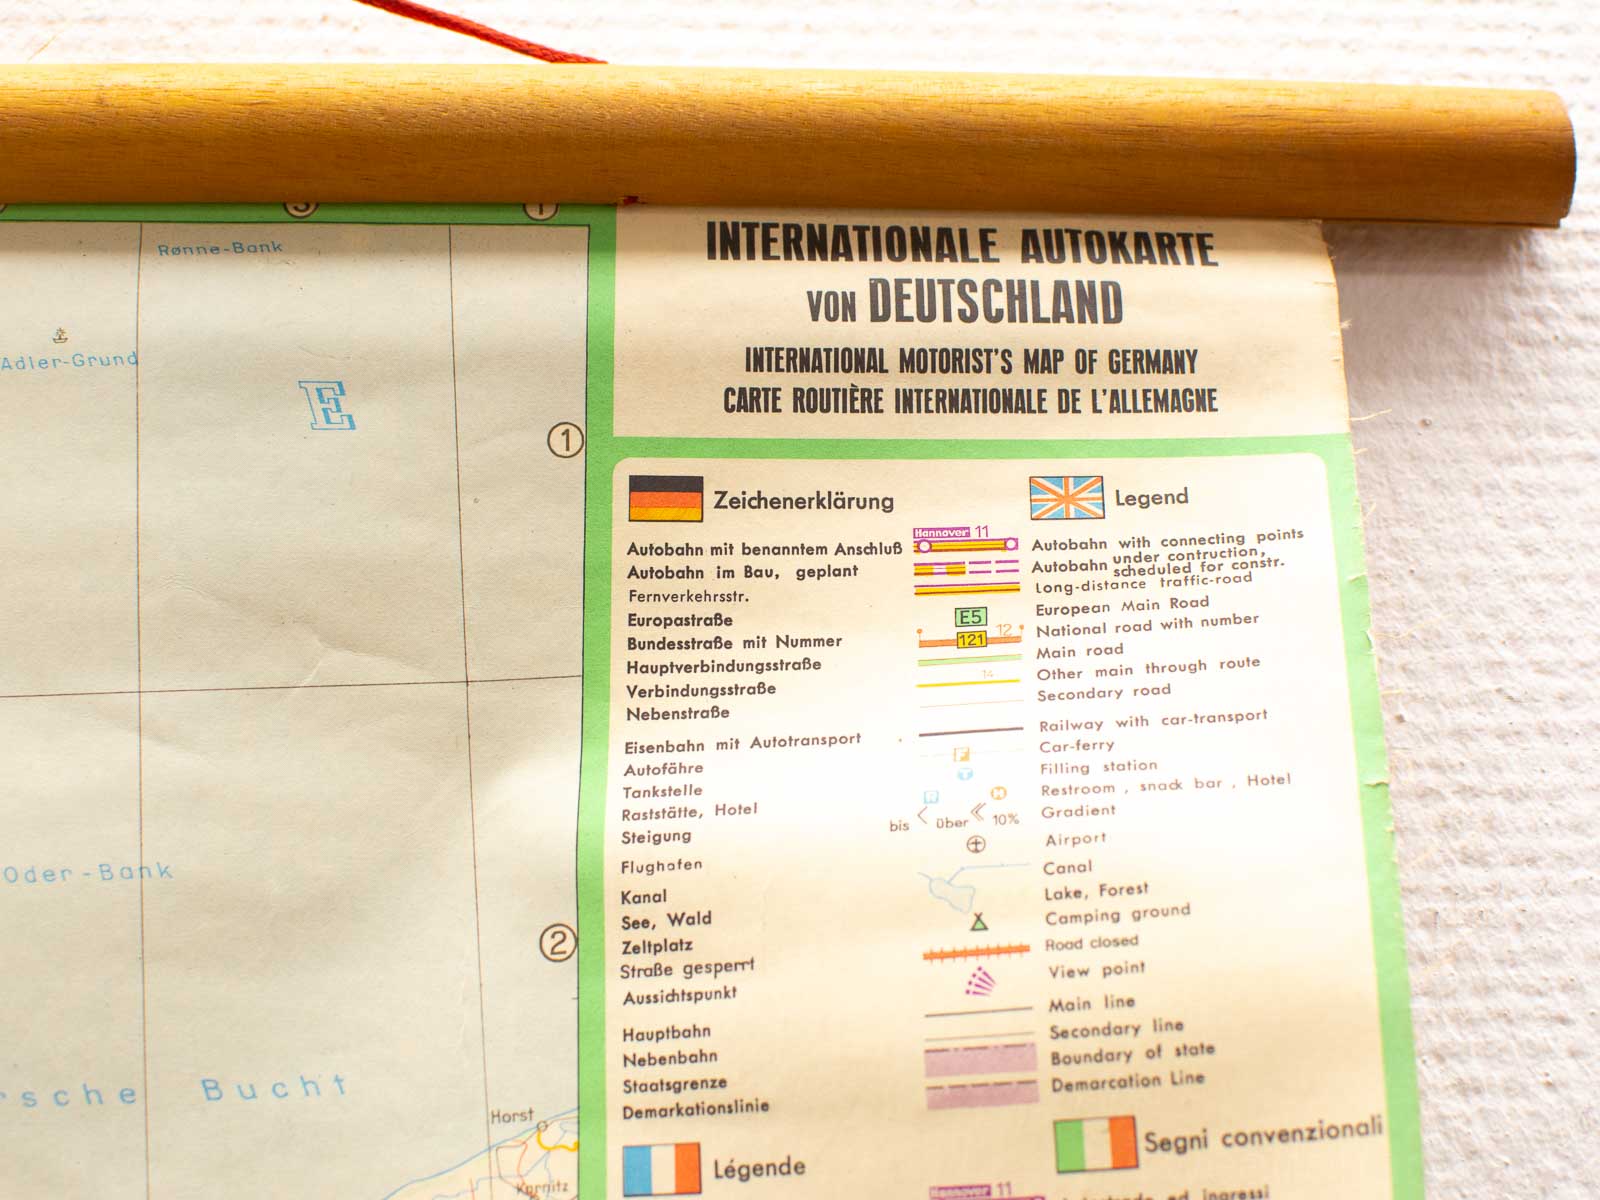 INTERNATIONALE AUTOKARTE
VON DEUTSCHLAND
INTERNATIONAL MOTORIST'S MAP OF GERMANY
CARTE ROUTIÈRE INTERNATIONALE DE L'ALLEMAGNE
Rønne-Bank
Adler-Grund
E
1
Oder-Bank
2
Bucht
Horst
Zeichenerklärung
Autobahn mit benanntem Anschluß
Autobahn im Bau, geplant
Fernverkehrsstr.
Europastraße
Bundesstraße mit Nummer
Hauptverbindungsstraße
Verbindungsstraße
Nebenstraße
Eisenbahn mit Autotransport
Autofähre
Tankstelle
Raststätte, Hotel
Steigung
Flughafen
Kanal
See, Wald
Zeltplatz
Straße gesperrt
Aussichtspunkt
Hauptbahn
Nebenbahn
Staatsgrenze
Demarkationslinie
Hannover 11
E5
121 12
14
F
T
R H
bis über 10%
Legend
Autobahn with connecting points
Autobahn under contruction,
scheduled for constr.
Long-distance traffic-road
European Main Road
National road with number
Main road
Other main through route
Secondary road
Railway with car-transport
Car-ferry
Filling station
Restroom , snack bar , Hotel
Gradient
Airport
Canal
Lake, Forest
Camping ground
Road closed
View point
Main line
Secondary line
Boundary of state
Demarcation Line
Légende
Segni convenzionali
Hannover 11
ed ingressi